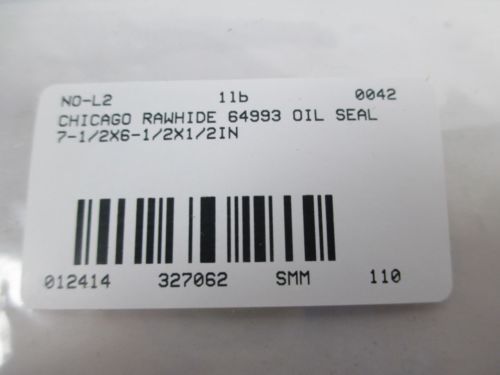 NO-L2 11b 0042
CHICAGO RAWHIDE 64993 OIL SEAL
7-1/2X6-1/2X1/2IN
012414 327062 SMM 110